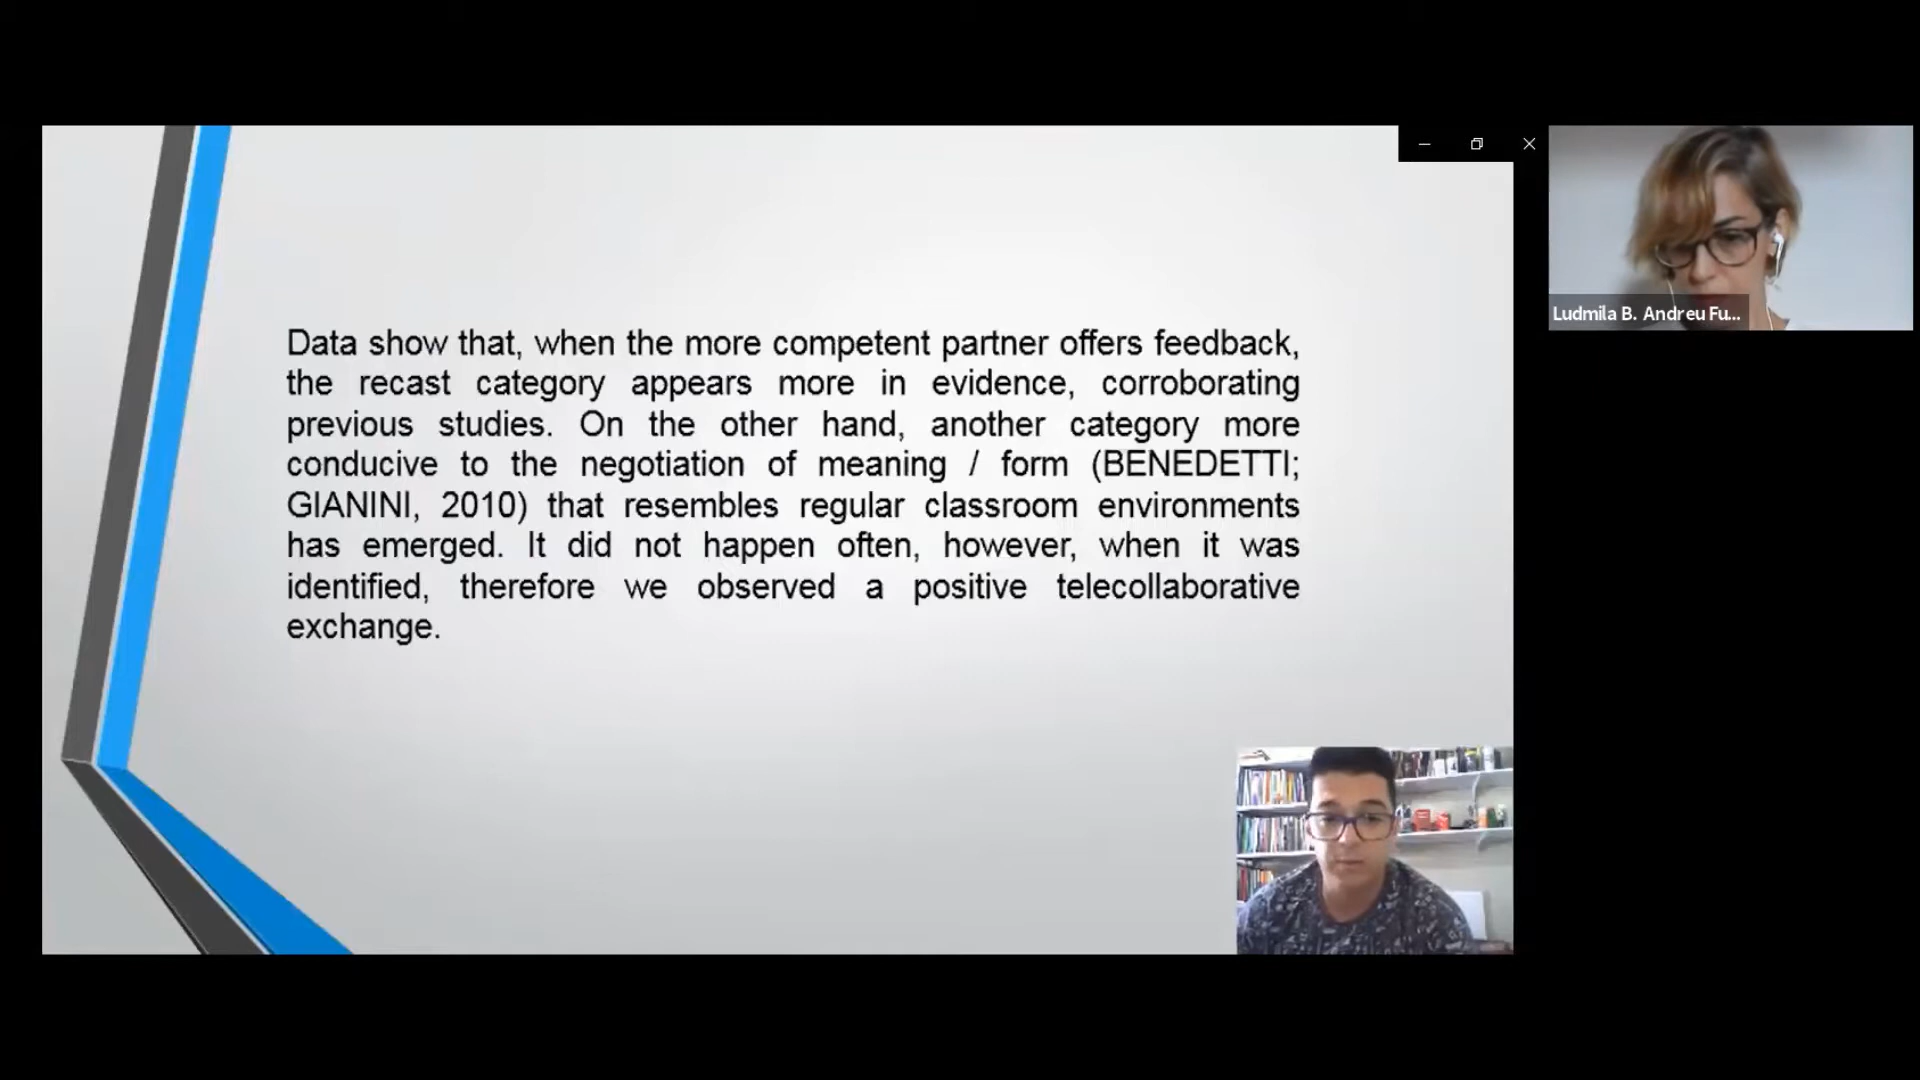 Data show that, when the more competent partner offers feedback,
the recast category appears more in evidence, corroborating
previous studies. On the other hand, another category more
conducive to the negotiation of meaning / form (BENEDETTI;
GIANINI, 2010) that resembles regular classroom environments
has emerged. It did not happen often, however, when it was
identified, therefore we observed a positive telecollaborative
exchange.
Ludmila B. Andreu Fu...